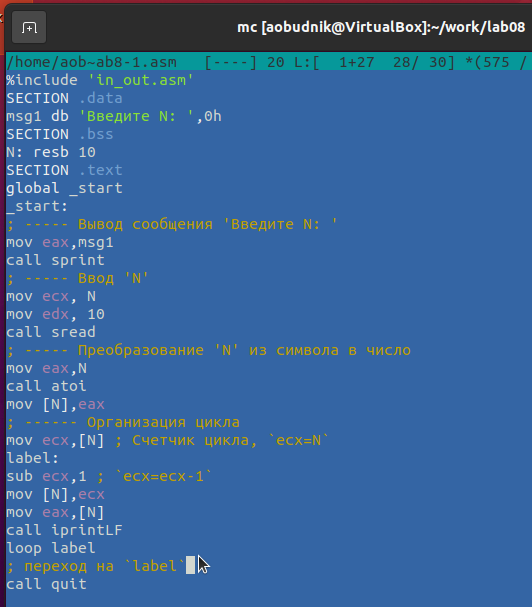 mc [aobudnik@VirtualBox]:~/work/lab08
/home/aob~ab8-1.asm   [----] 20 L:[  1+27  28/ 30] *(575 /
%include 'in_out.asm'
SECTION .data
msg1 db 'Введите N: ',0h
SECTION .bss
N: resb 10
SECTION .text
global _start
_start:
; ----- Вывод сообщения 'Введите N: '
mov eax,msg1
call sprint
; ----- Ввод 'N'
mov ecx, N
mov edx, 10
call sread
; ----- Преобразование 'N' из символа в число
mov eax,N
call atoi
mov [N],eax
; ------ Организация цикла
mov ecx,[N] ; Счетчик цикла, `ecx=N`
label:
sub ecx,1 ; `ecx=ecx-1`
mov [N],ecx
mov eax,[N]
call iprintLF
loop label
; переход на `label`
call quit